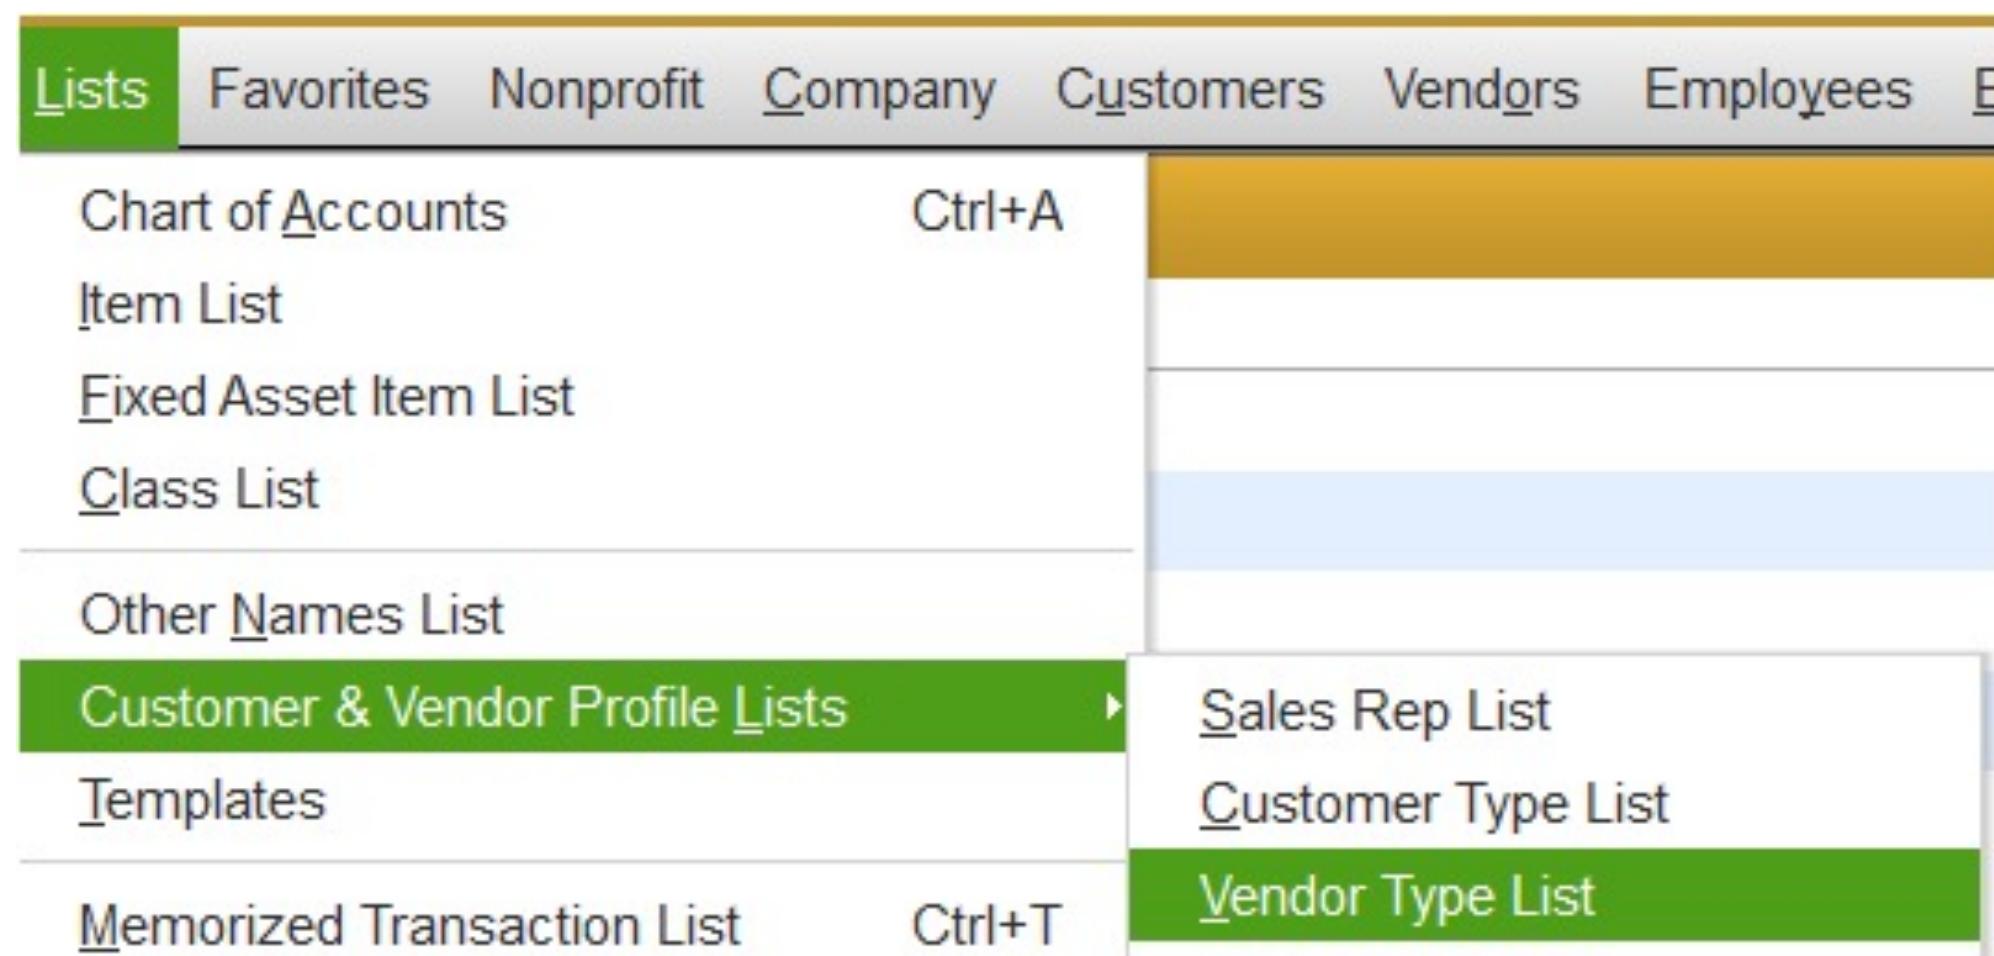 Lists Favorites Nonprofit Company Customers Vendors Employees
Chart of Accounts Ctrl+A
Item List
Fixed Asset Item List
Class List
Other Names List
Customer & Vendor Profile Lists
Sales Rep List
Templates
Customer Type List
Vendor Type List
Memorized Transaction List Ctrl+T